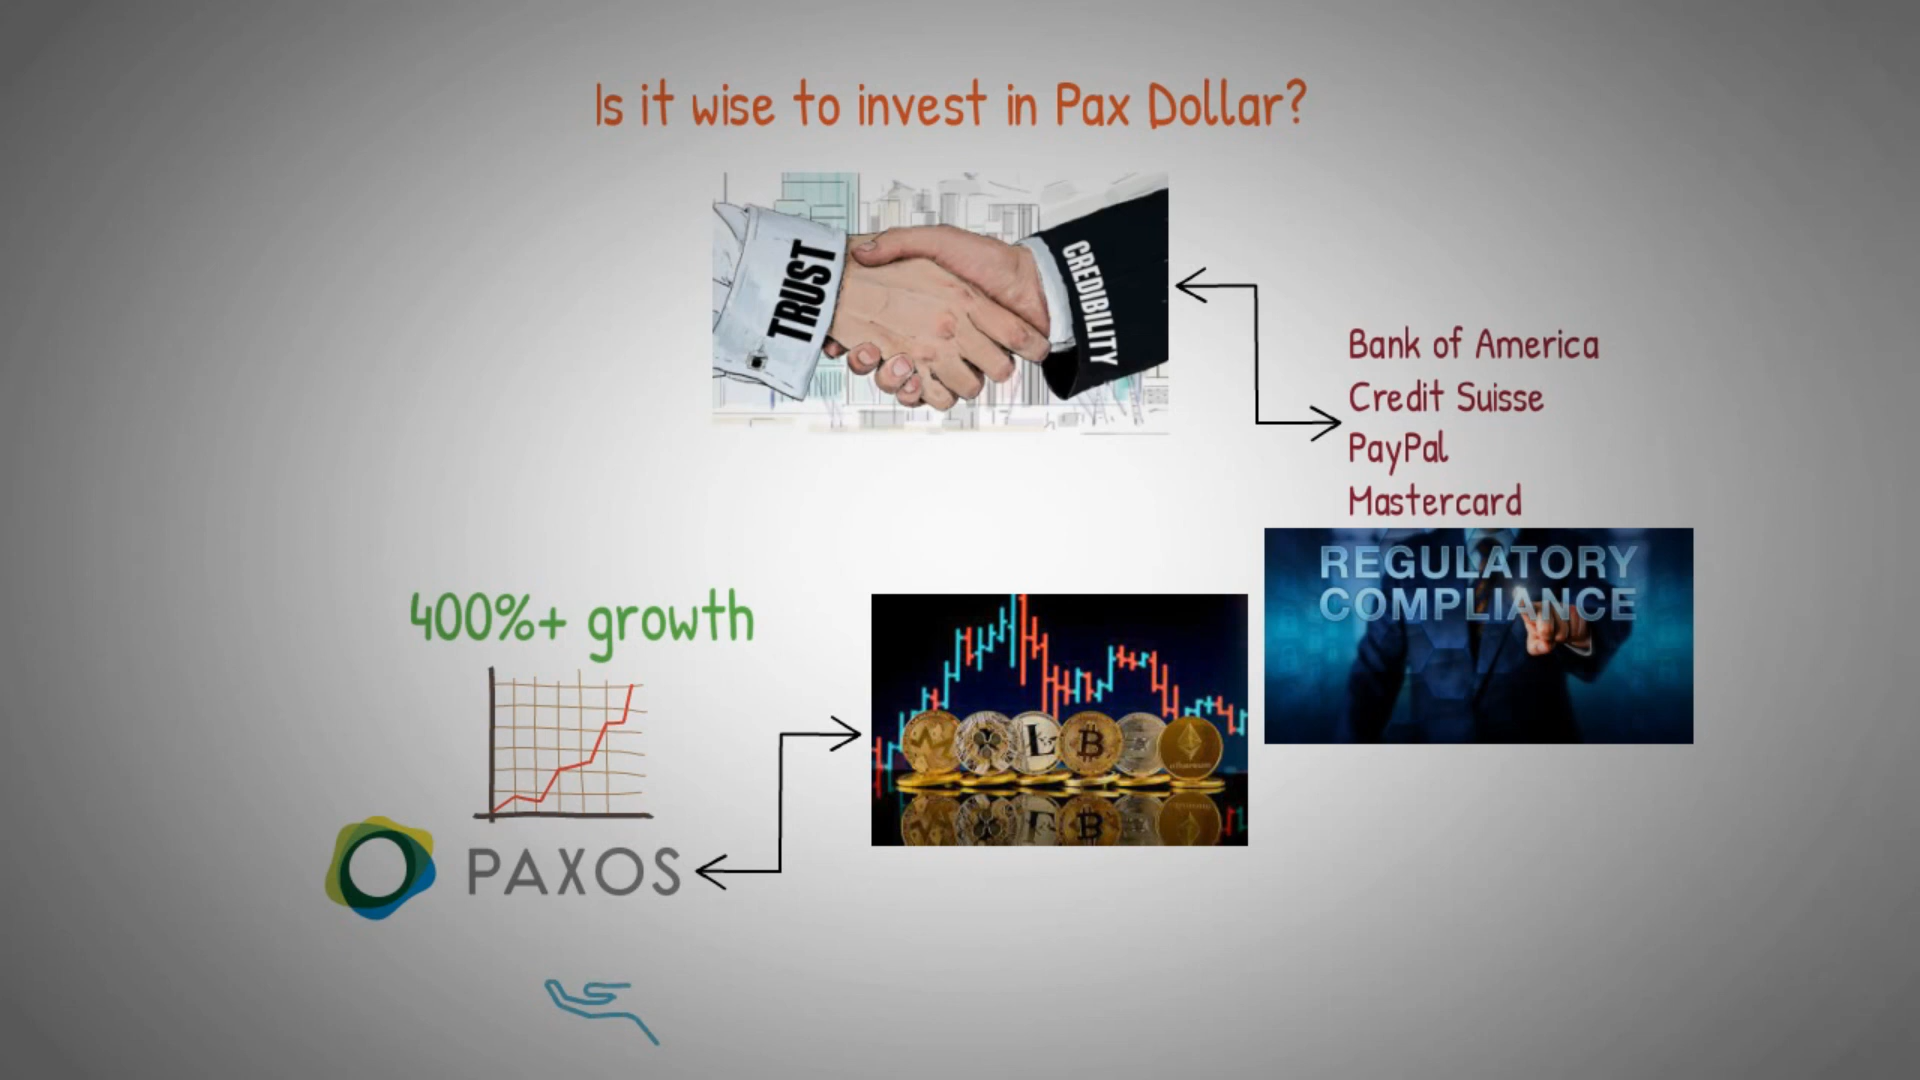 Is it wise to invest in Pax Dollar?
TRUST
CREDIBILITY
Bank of America
Credit Suisse
PayPal
Mastercard
REGULATORY
COMPLIANCE
400%+ growth
PAXOS
ethereum